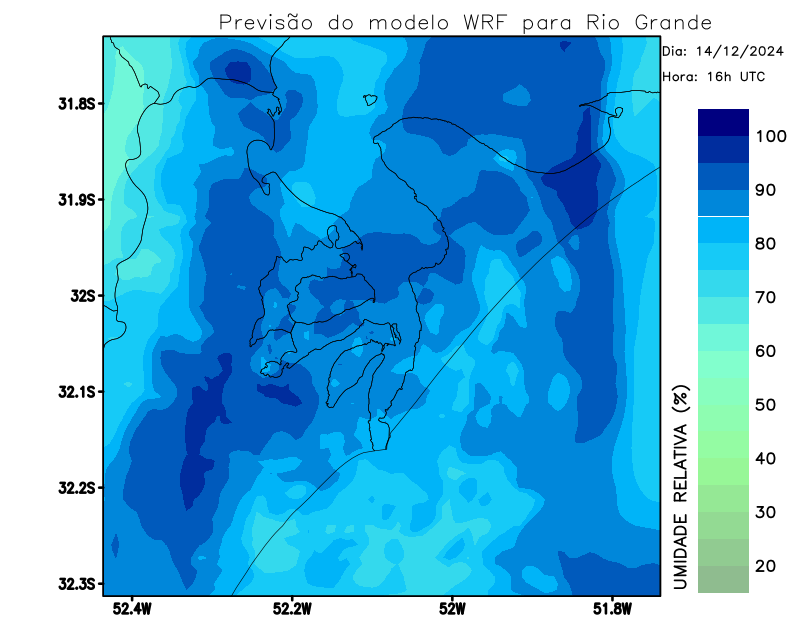 Previsão do modelo WRF para Rio Grande
Dia: 14/12/2024
Hora: 16h UTC
31.8S
31.9S
32S
32.1S
32.2S
32.3S
52.4W 52.2W 52W 51.8W
100
90
80
70
60
50
40
30
20
UMIDADE RELATIVA (%)